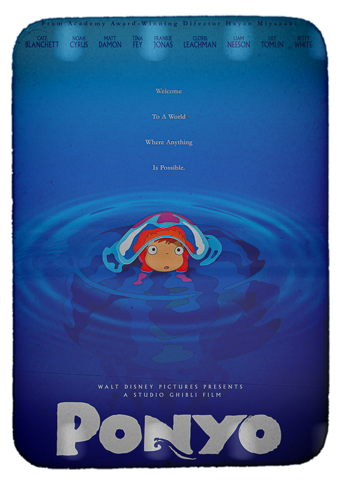 From Academy Award-Winning Director Hayao Miyazaki
CATE BLANCHETT NOAH CYRUS MATT DAMON TINA FEY FRANKIE JONAS CLORIS LEACHMAN LIAM NEESON LILY TOMLIN BETTY WHITE
Welcome
To A World
Where Anything
Is Possible.
WALT DISNEY PICTURES PRESENTS
A STUDIO GHIBLI FILM
PONYO